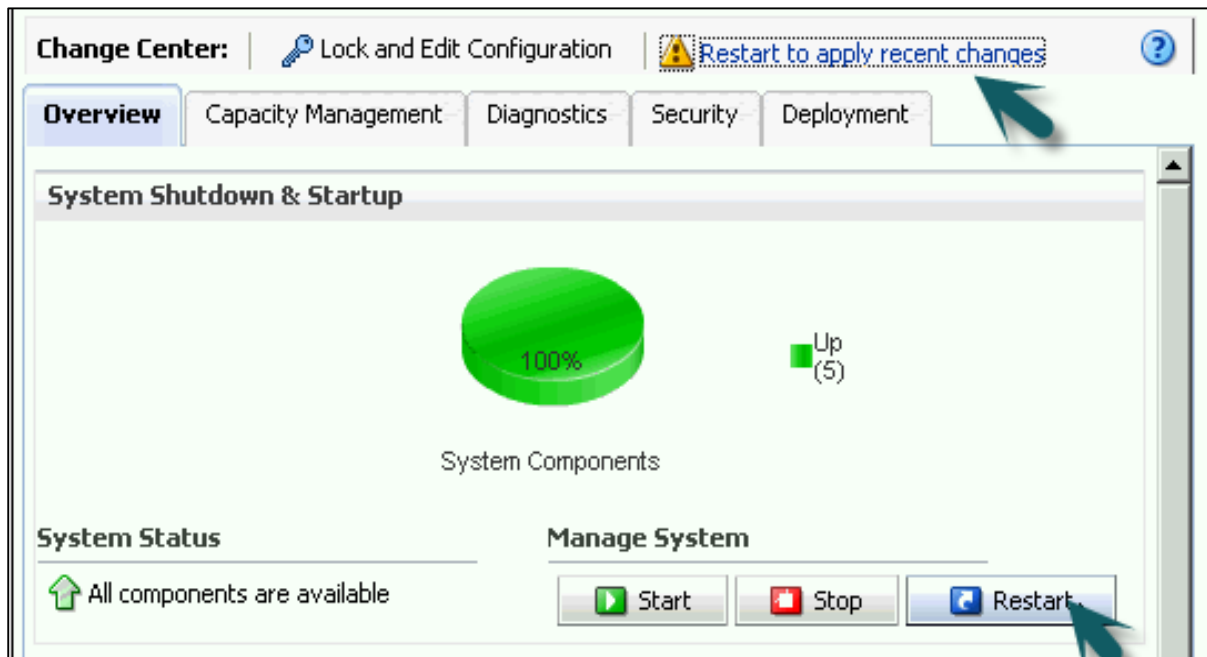 Change Center: Lock and Edit Configuration Restart to apply recent changes ?
Overview Capacity Management Diagnostics Security Deployment
System Shutdown & Startup
100%
Up
(5)
System Components
System Status Manage System
All components are available Start Stop Restart